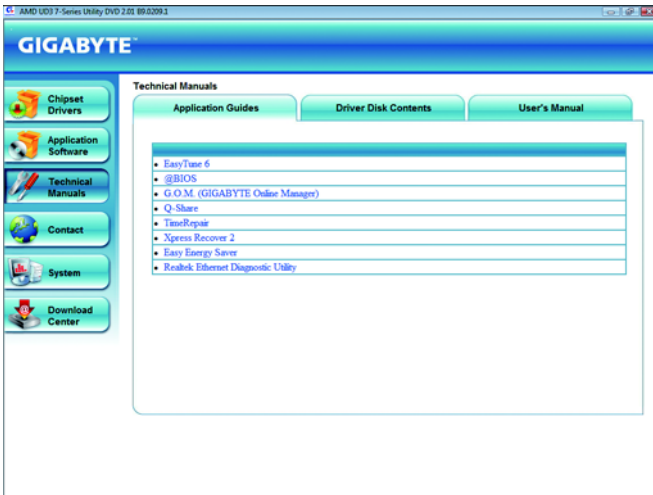 AMD UD3 7-Series Utility DVD 2.01 B9.0209.1
GIGABYTE™
Chipset
Drivers
Application
Software
Technical
Manuals
Contact
System
Download
Center
Technical Manuals
Application Guides
Driver Disk Contents
User's Manual
• EasyTune 6
• @BIOS
• G.O.M. (GIGABYTE Online Manager)
• Q-Share
• TimeRepair
• Xpress Recover 2
• Easy Energy Saver
• Realtek Ethernet Diagnostic Utility